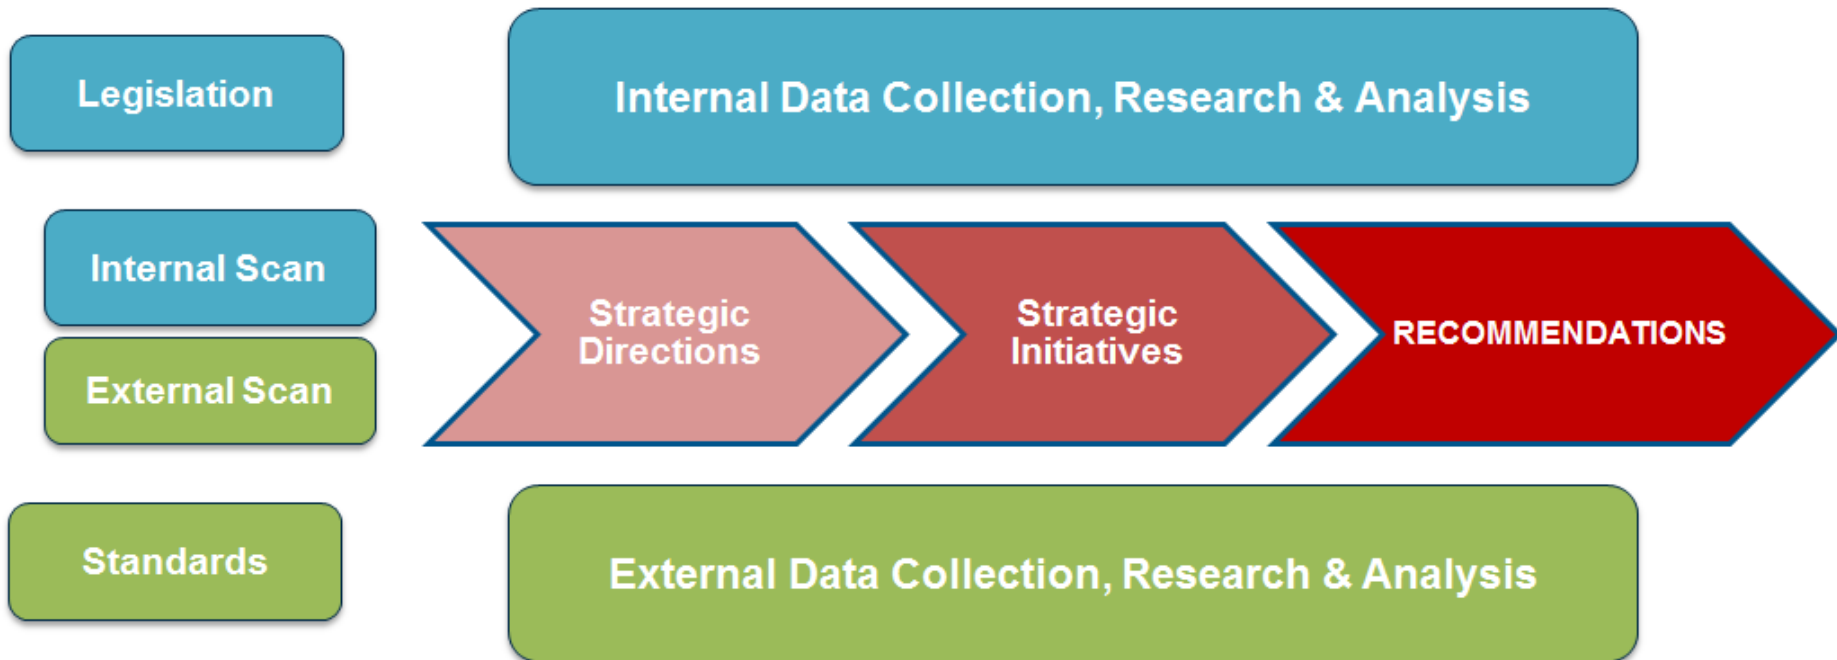 Legislation
Internal Data Collection, Research & Analysis
Internal Scan
External Scan
Strategic
Directions
Strategic
Initiatives
RECOMMENDATIONS
Standards
External Data Collection, Research & Analysis